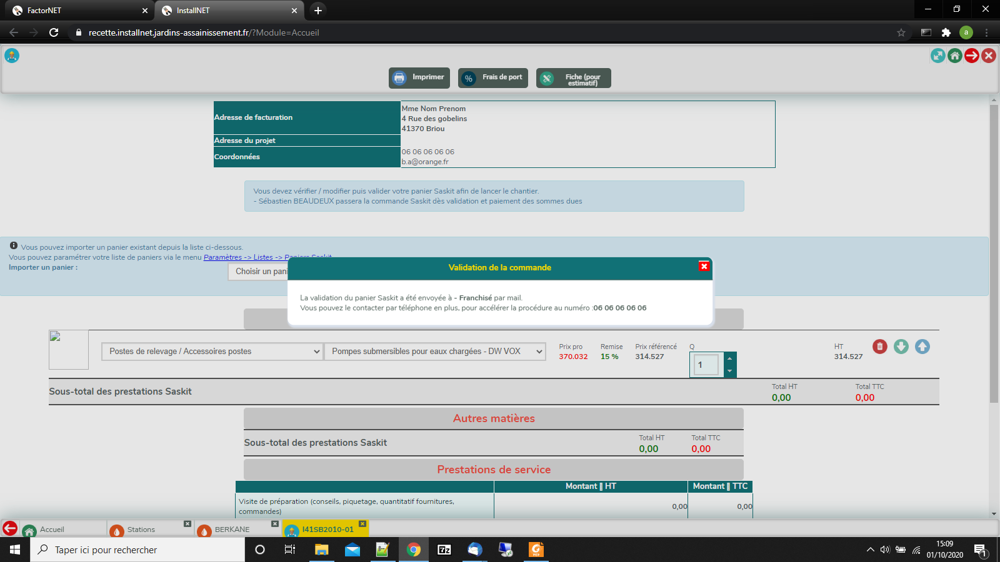 FactorNET
InstallNET
recette.installnet.jardins-assainissement.fr/?Module=Accueil
a
Imprimer
% Frais de port
Fiche (pour
estimatif)
Adresse de facturation
Mme Nom Prenom
4 Rue des gobelins
41370 Briou
Adresse du projet
Coordonnées
06 06 06 06 06
b.a@orange.fr
Vous devez vérifier / modifier puis valider votre panier Saskit afin de lancer le chantier.
- Sébastien BEAUDEUX passera la commande Saskit dès validation et paiement des sommes dues
Vous pouvez importer un panier existant depuis la liste ci-dessous.
Vous pouvez paramétrer votre liste de paniers via le menu Paramètres -> Listes -> Paniers Saskit
Importer un panier :
Choisir un pani
Validation de la commande
La validation du panier Saskit a été envoyée à - Franchisé par mail.
Vous pouvez le contacter par téléphone en plus, pour accélérer la procédure au numéro :06 06 06 06 06
Postes de relevage / Accessoires postes
Pompes submersibles pour eaux chargées - DW VOX
Prix pro
370.032
Remise
15 %
Prix référencé
314.527
Q
1
HT
314.527
Sous-total des prestations Saskit
Total HT
0,00
Total TTC
0,00
Autres matières
Sous-total des prestations Saskit
Total HT
0,00
Total TTC
0,00
Prestations de service
Montant || HT
Montant || TTC
Visite de préparation (conseils, piquetage, quantitatif fournitures,
commandes)
0,00
0,00
Accueil
Stations
BERKANE
I41SB2010-01
Taper ici pour rechercher
7z
15:09
01/10/2020
1